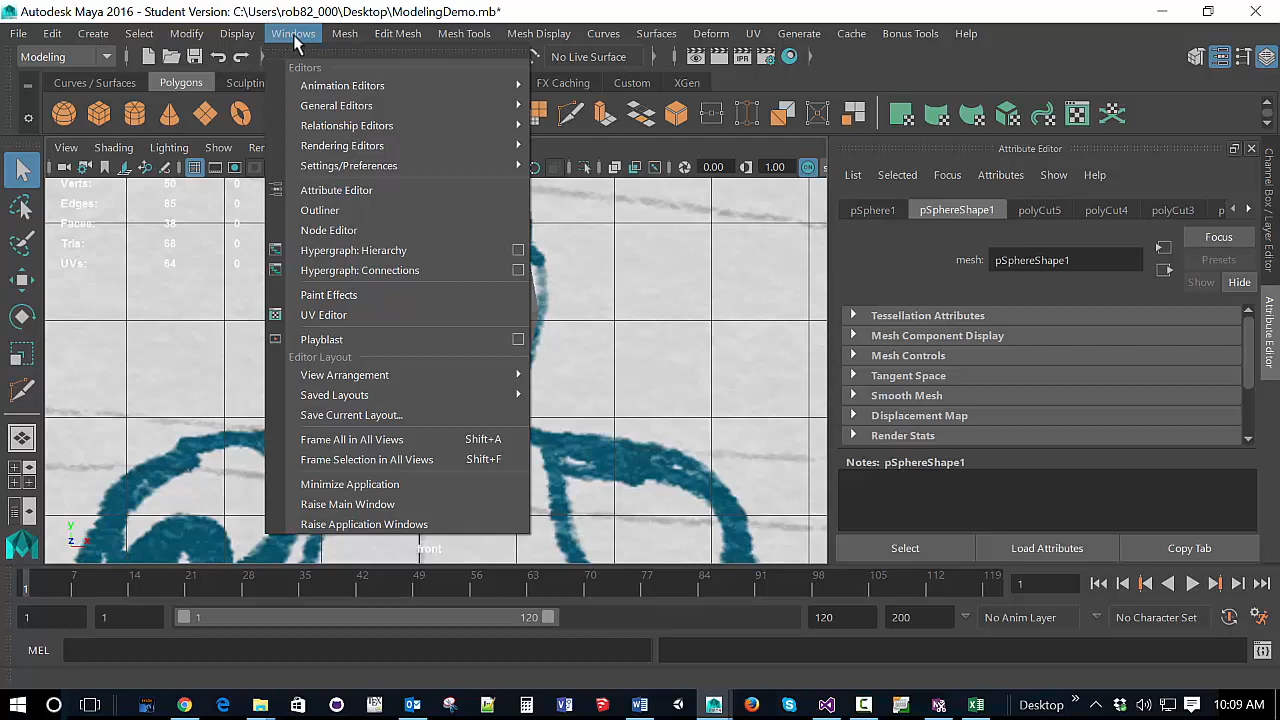 Autodesk Maya 2016 - Student Version: C:\Users\rob82_000\Desktop\ModelingDemo.mb*
File Edit Create Select Modify Display Windows Mesh Edit Mesh Mesh Tools Mesh Display Curves Surfaces Deform UV Generate Cache Bonus Tools Help
Modeling No Live Surface
Curves / Surfaces Polygons Sculptin FX Caching Custom XGen
View Shading Lighting Show Re
0.00 1.00 ON
Verts: 50 0
Edges: 85 0
Faces: 38 0
Tris: 68 0
UVs: 64 0
Editors
Animation Editors
General Editors
Relationship Editors
Rendering Editors
Settings/Preferences
Attribute Editor
Outliner
Node Editor
Hypergraph: Hierarchy
Hypergraph: Connections
Paint Effects
UV Editor
Playblast
Editor Layout
View Arrangement
Saved Layouts
Save Current Layout...
Frame All in All Views Shift+A
Frame Selection in All Views Shift+F
Minimize Application
Raise Main Window
Raise Application Windows
y
z x
front
Attribute Editor
List Selected Focus Attributes Show Help
pSphere1 pSphereShape1 polyCut5 polyCut4 polyCut3 p
mesh: pSphereShape1
Focus
Presets
Show Hide
Tessellation Attributes
Mesh Component Display
Mesh Controls
Tangent Space
Smooth Mesh
Displacement Map
Render Stats
Notes: pSphereShape1
Select Load Attributes Copy Tab
Channel Box / Layer Editor
Attribute Editor
1 7 14 21 28 35 42 49 56 63 70 77 84 91 98 105 112 119 1
1 1 1 120 120 200 No Anim Layer No Character Set
MEL
Desktop 10:09 AM